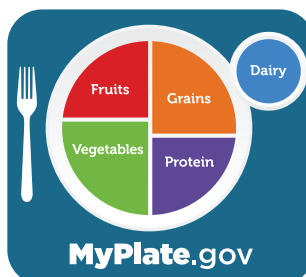 Fruits
Grains
Dairy
Vegetables
Protein
MyPlate.gov